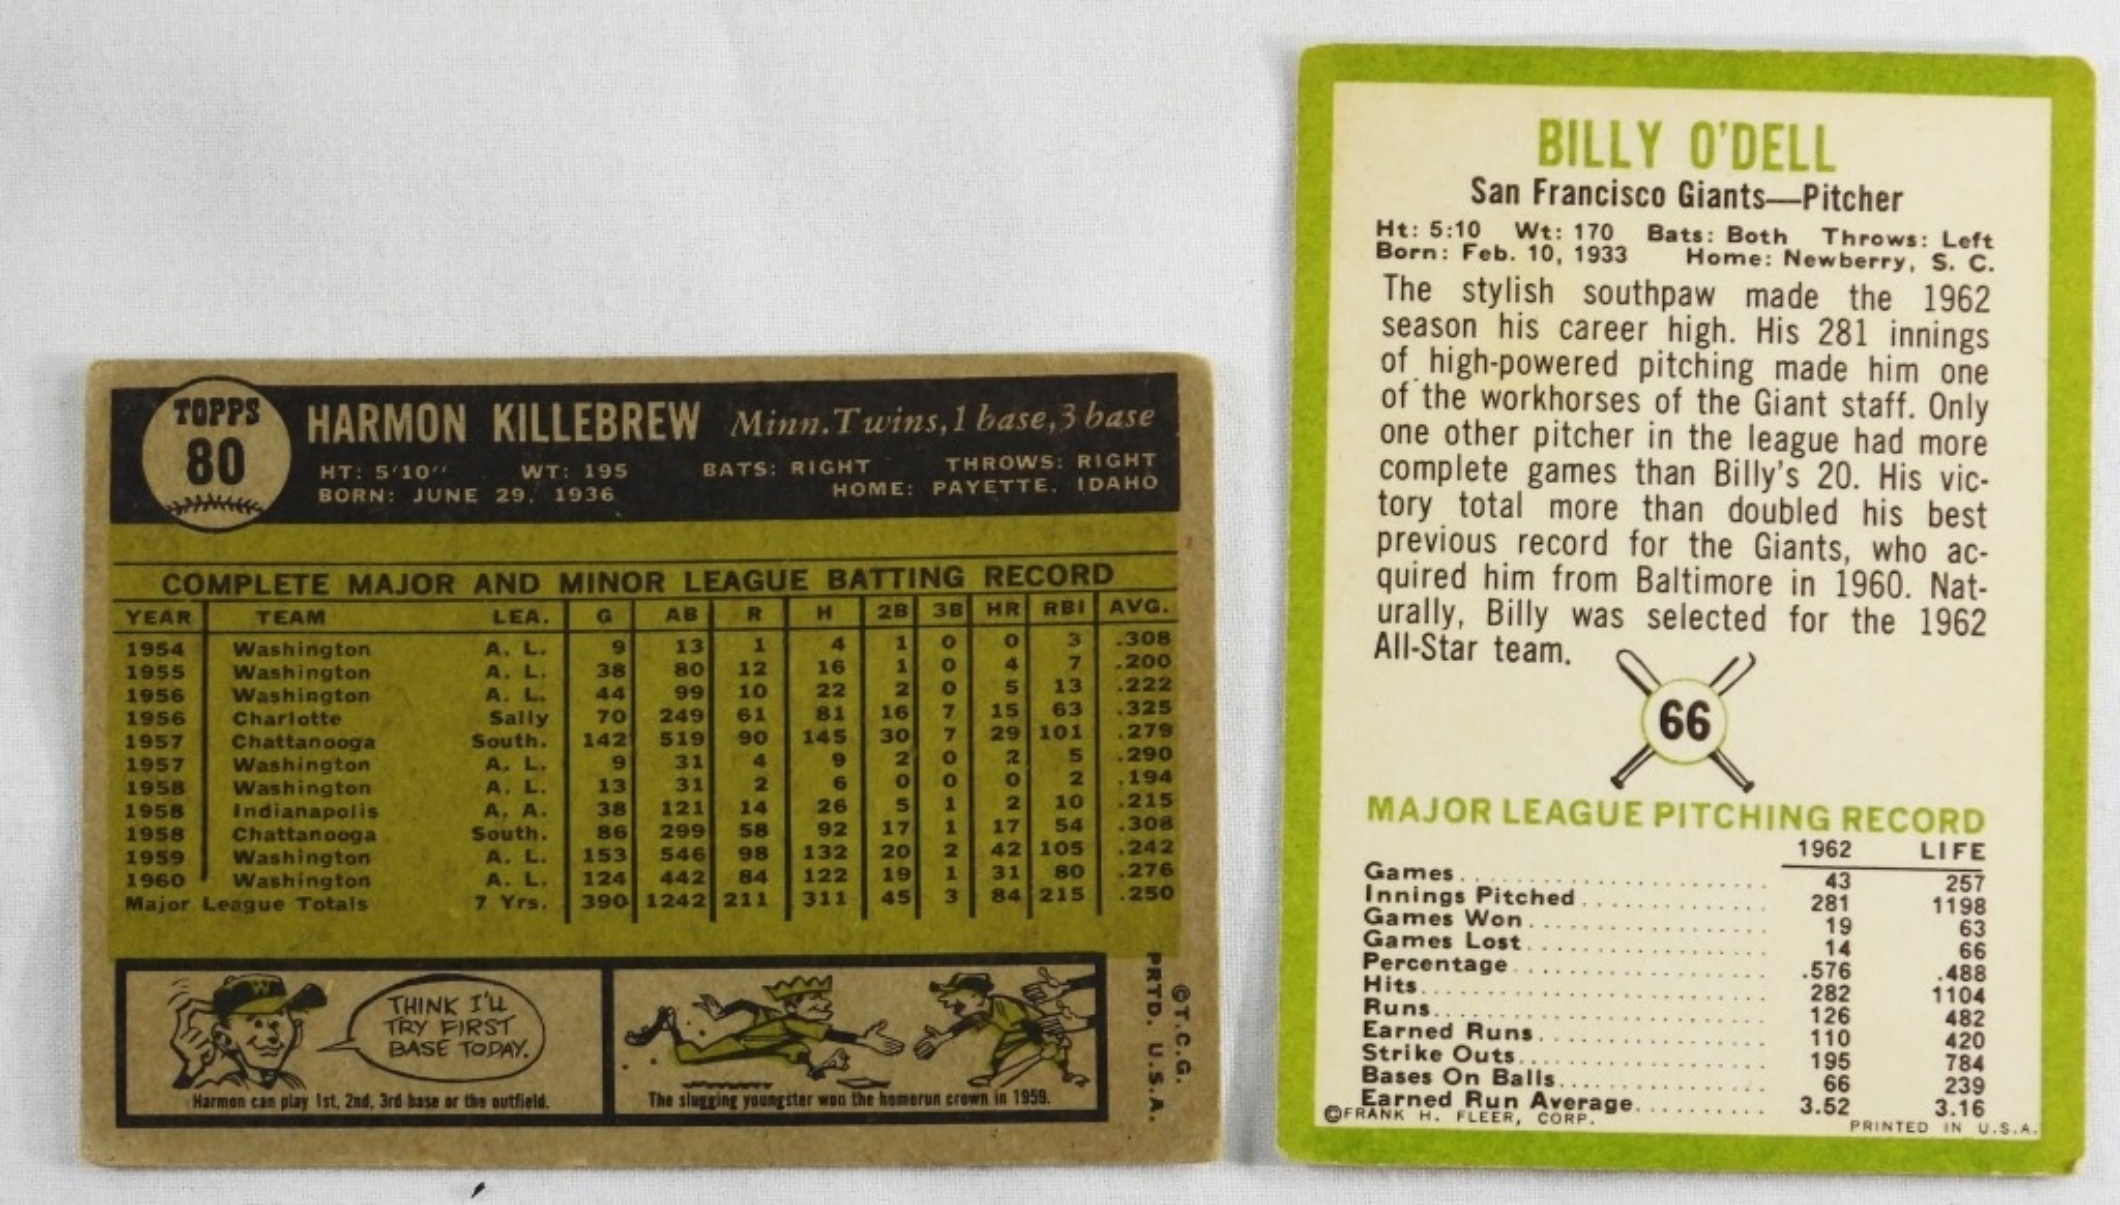 TOPPS
80
HARMON KILLEBREW Minn. Twins, 1 base, 3 base
HT: 5'10" WT: 195 BATS: RIGHT THROWS: RIGHT
BORN: JUNE 29, 1936 HOME: PAYETTE, IDAHO
COMPLETE MAJOR AND MINOR LEAGUE BATTING RECORD
YEAR TEAM LEA. G AB R H 2B 3B HR RBI AVG.
1954 Washington A. L. 9 13 1 4 1 0 0 3 .308
1955 Washington A. L. 38 80 12 16 1 0 4 7 .200
1956 Washington A. L. 44 99 10 22 2 0 5 13 .222
1956 Charlotte Sally 70 249 61 81 16 7 15 63 .325
1957 Chattanooga South. 142 519 90 145 30 7 29 101 .279
1957 Washington A. L. 9 31 4 9 2 0 2 5 .290
1958 Washington A. L. 13 31 2 6 0 0 0 2 .194
1958 Indianapolis A. A. 38 121 14 26 5 1 2 10 .215
1958 Chattanooga South. 86 299 58 92 17 1 17 54 .308
1959 Washington A. L. 153 546 98 132 20 2 42 105 .242
1960 Washington A. L. 124 442 84 122 19 1 31 80 .276
Major League Totals 7 Yrs. 390 1242 211 311 45 3 84 215 .250
W
THINK I'LL
TRY FIRST
BASE TODAY.
Harmon can play 1st, 2nd, 3rd base or the outfield.
The slugging youngster won the homerun crown in 1959.
©T.C.G.
PRTD. U.S.A.
BILLY O'DELL
San Francisco Giants—Pitcher
Ht: 5:10 Wt: 170 Bats: Both Throws: Left
Born: Feb. 10, 1933 Home: Newberry, S. C.
The stylish southpaw made the 1962
season his career high. His 281 innings
of high-powered pitching made him one
of the workhorses of the Giant staff. Only
one other pitcher in the league had more
complete games than Billy's 20. His vic-
tory total more than doubled his best
previous record for the Giants, who ac-
quired him from Baltimore in 1960. Nat-
urally, Billy was selected for the 1962
All-Star team.
66
MAJOR LEAGUE PITCHING RECORD
1962 LIFE
Games 43 257
Innings Pitched 281 1198
Games Won 19 63
Games Lost 14 66
Percentage .576 .488
Hits 282 1104
Runs 126 482
Earned Runs 110 420
Strike Outs 195 784
Bases On Balls 66 239
Earned Run Average 3.52 3.16
©FRANK H. FLEER, CORP.
PRINTED IN U.S.A.